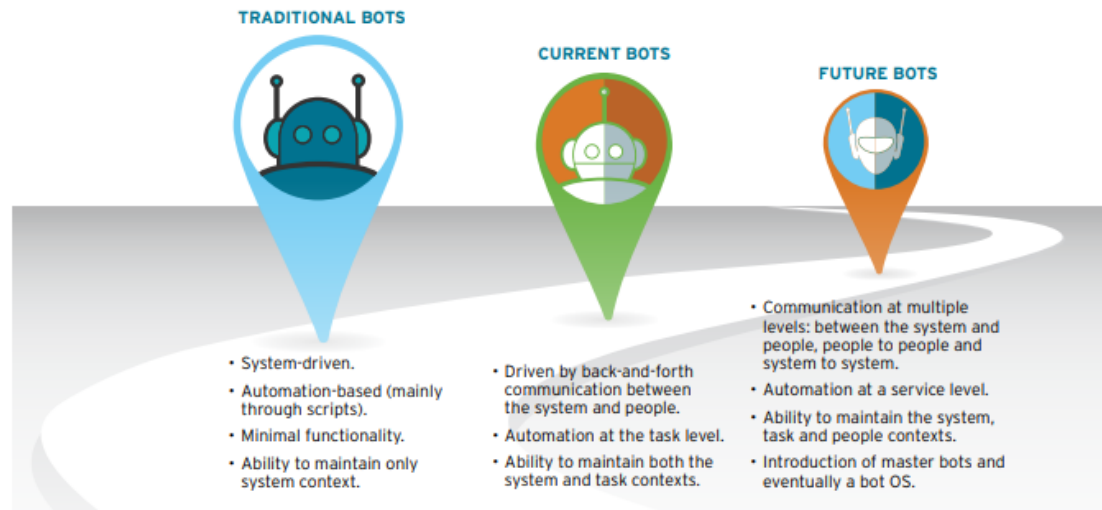 TRADITIONAL BOTS
• System-driven.
• Automation-based (mainly
through scripts).
• Minimal functionality.
• Ability to maintain only
system context.
CURRENT BOTS
• Driven by back-and-forth
communication between
the system and people.
• Automation at the task level.
• Ability to maintain both the
system and task contexts.
FUTURE BOTS
• Communication at multiple
levels: between the system and
people, people to people and
system to system.
• Automation at a service level.
• Ability to maintain the system,
task and people contexts.
• Introduction of master bots and
eventually a bot OS.